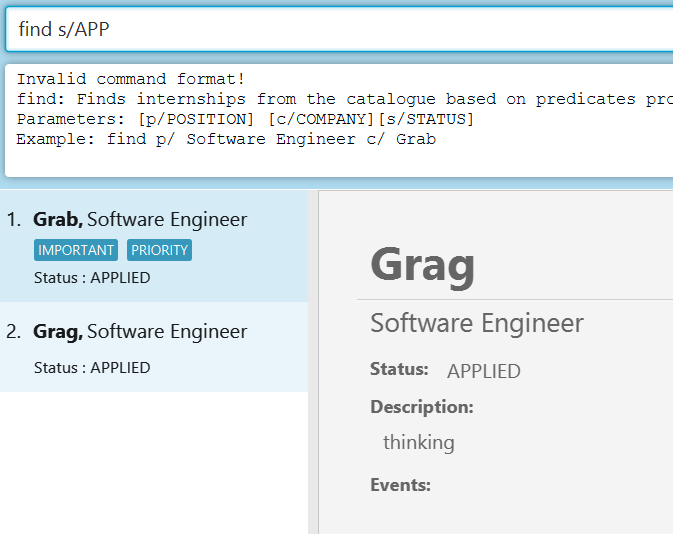 find s/APP
Invalid command format!
find: Finds internships from the catalogue based on predicates
Parameters: [p/POSITION] [c/COMPANY][s/STATUS]
Example: find p/ Software Engineer c/ Grab
1. Grab, Software Engineer
IMPORTANT PRIORITY
Status : APPLIED
2. Grag, Software Engineer
Status : APPLIED
Grag
Software Engineer
Status: APPLIED
Description:
thinking
Events: